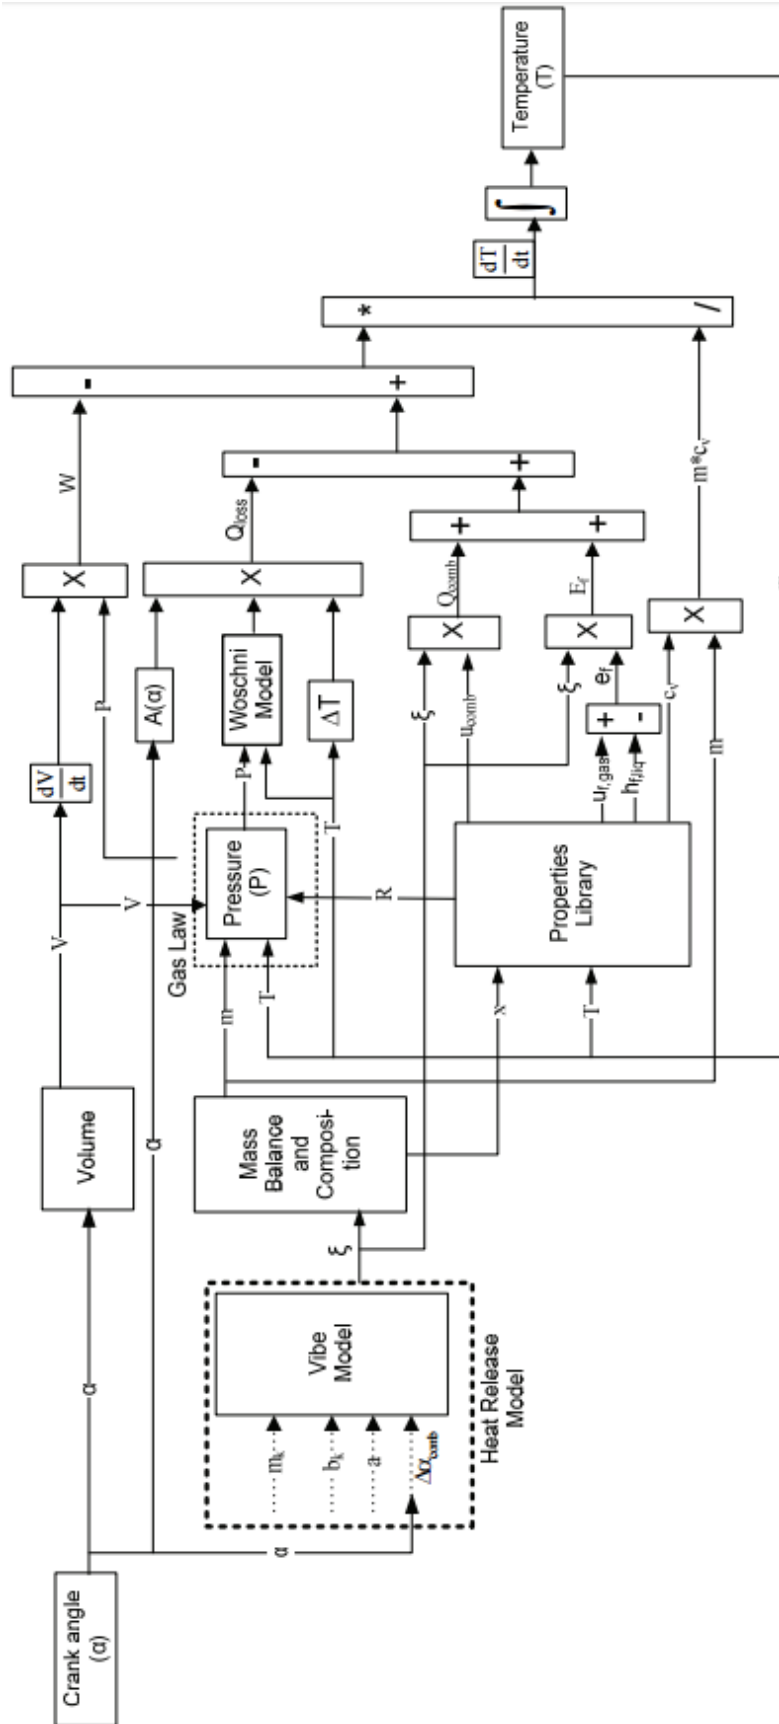 Crank angle
(α)
α
α
α
Volume
V
V
dV
dt
P
X
W
-
+
A(α)
X
Qloss
-
+
Gas Law
Pressure
(P)
P
Woschni
Model
ΔT
T
m
T
R
Mass
Balance
and
Composi-
tion
ξ
Vibe
Model
mk
bk
a
Δαcomb
Heat Release
Model
x
T
Properties
Library
ξ
ucomb
X
Qcomb
+
+
ξ
uf,gas
hf,liq
+
-
ef
X
Ef
cv
m
X
m*cv
*
/
dT
dt
∫
Temperature
(T)